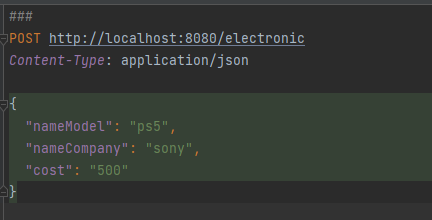 ###
POST http://localhost:8080/electronic
Content-Type: application/json
{
"nameModel": "ps5",
"nameCompany": "sony",
"cost": "500"
}